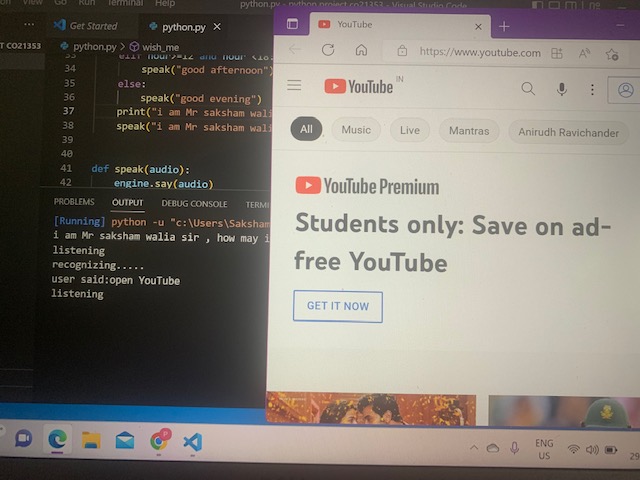 on View Go Run Terminal Help python.py - python project co21353 - Visual Studio Code
Get Started
python.py
T CO21353
python.py > wish_me
33 elif hour>=12 and hour <18:
34 speak("good afternoon")
35 else:
36 speak("good evening")
37 print("i am Mr saksham wali
38 speak("i am Mr saksham wali
39
40
41 def speak(audio):
42 engine.say(audio)
PROBLEMS OUTPUT DEBUG CONSOLE TERMI
[Running] python -u "c:\Users\Saksham
i am Mr saksham walia sir , how may i
listening
recognizing.....
user said:open YouTube
listening
YouTube
https://www.youtube.com
YouTube IN
All Music Live Mantras Anirudh Ravichander
YouTube Premium
Students only: Save on ad-
free YouTube
GET IT NOW
ENG
US
29